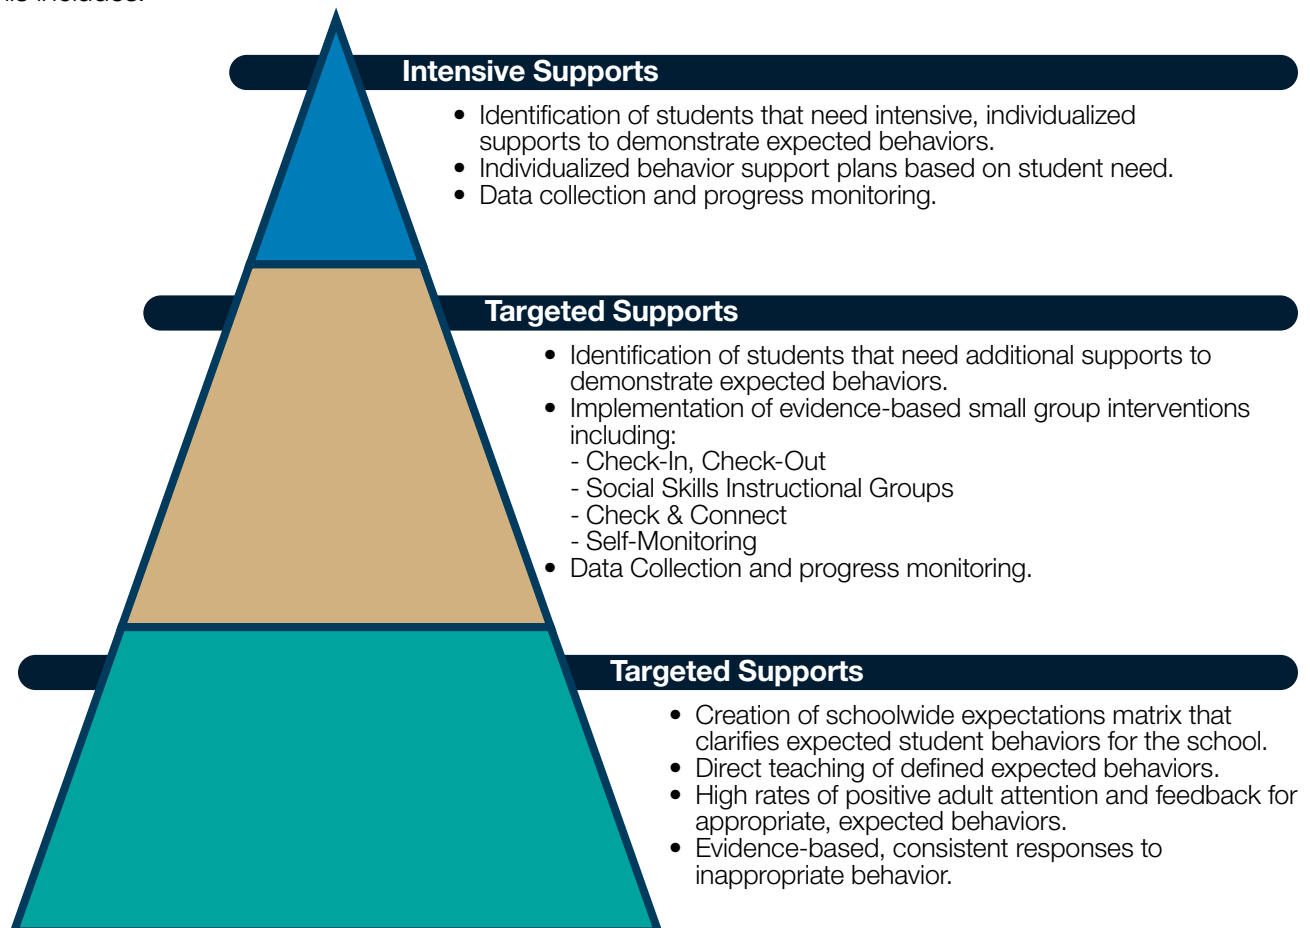 Intensive Supports
• Identification of students that need intensive, individualized
supports to demonstrate expected behaviors.
• Individualized behavior support plans based on student need.
• Data collection and progress monitoring.
Targeted Supports
• Identification of students that need additional supports to
demonstrate expected behaviors.
• Implementation of evidence-based small group interventions
including:
- Check-In, Check-Out
- Social Skills Instructional Groups
- Check & Connect
- Self-Monitoring
• Data Collection and progress monitoring.
Targeted Supports
• Creation of schoolwide expectations matrix that
clarifies expected student behaviors for the school.
• Direct teaching of defined expected behaviors.
• High rates of positive adult attention and feedback for
appropriate, expected behaviors.
• Evidence-based, consistent responses to
inappropriate behavior.